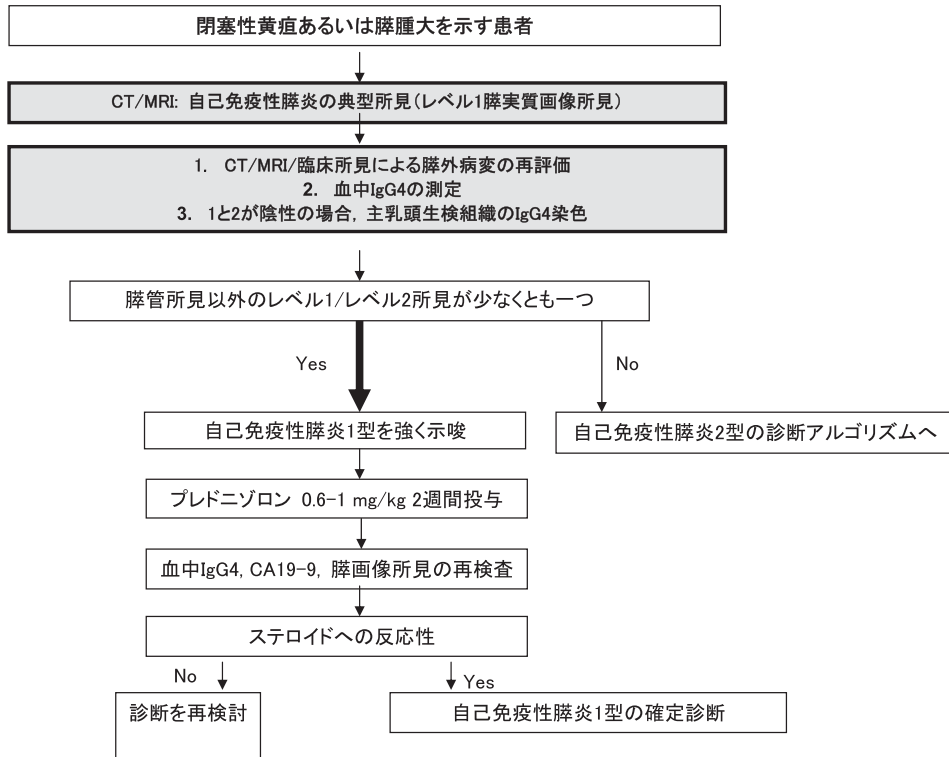 閉塞性黄疸あるいは膵腫大を示す患者
CT/MRI: 自己免疫性膵炎の典型所見(レベル1膵実質画像所見)
1. CT/MRI/臨床所見による膵外病変の再評価
2. 血中IgG4の測定
3. 1と2が陰性の場合, 主乳頭生検組織のIgG4染色
膵管所見以外のレベル1/レベル2所見が少なくとも一つ
Yes
No
自己免疫性膵炎1型を強く示唆
自己免疫性膵炎2型の診断アルゴリズムへ
プレドニゾロン 0.6-1 mg/kg 2週間投与
血中IgG4, CA19-9, 膵画像所見の再検査
ステロイドへの反応性
No
Yes
診断を再検討
自己免疫性膵炎1型の確定診断